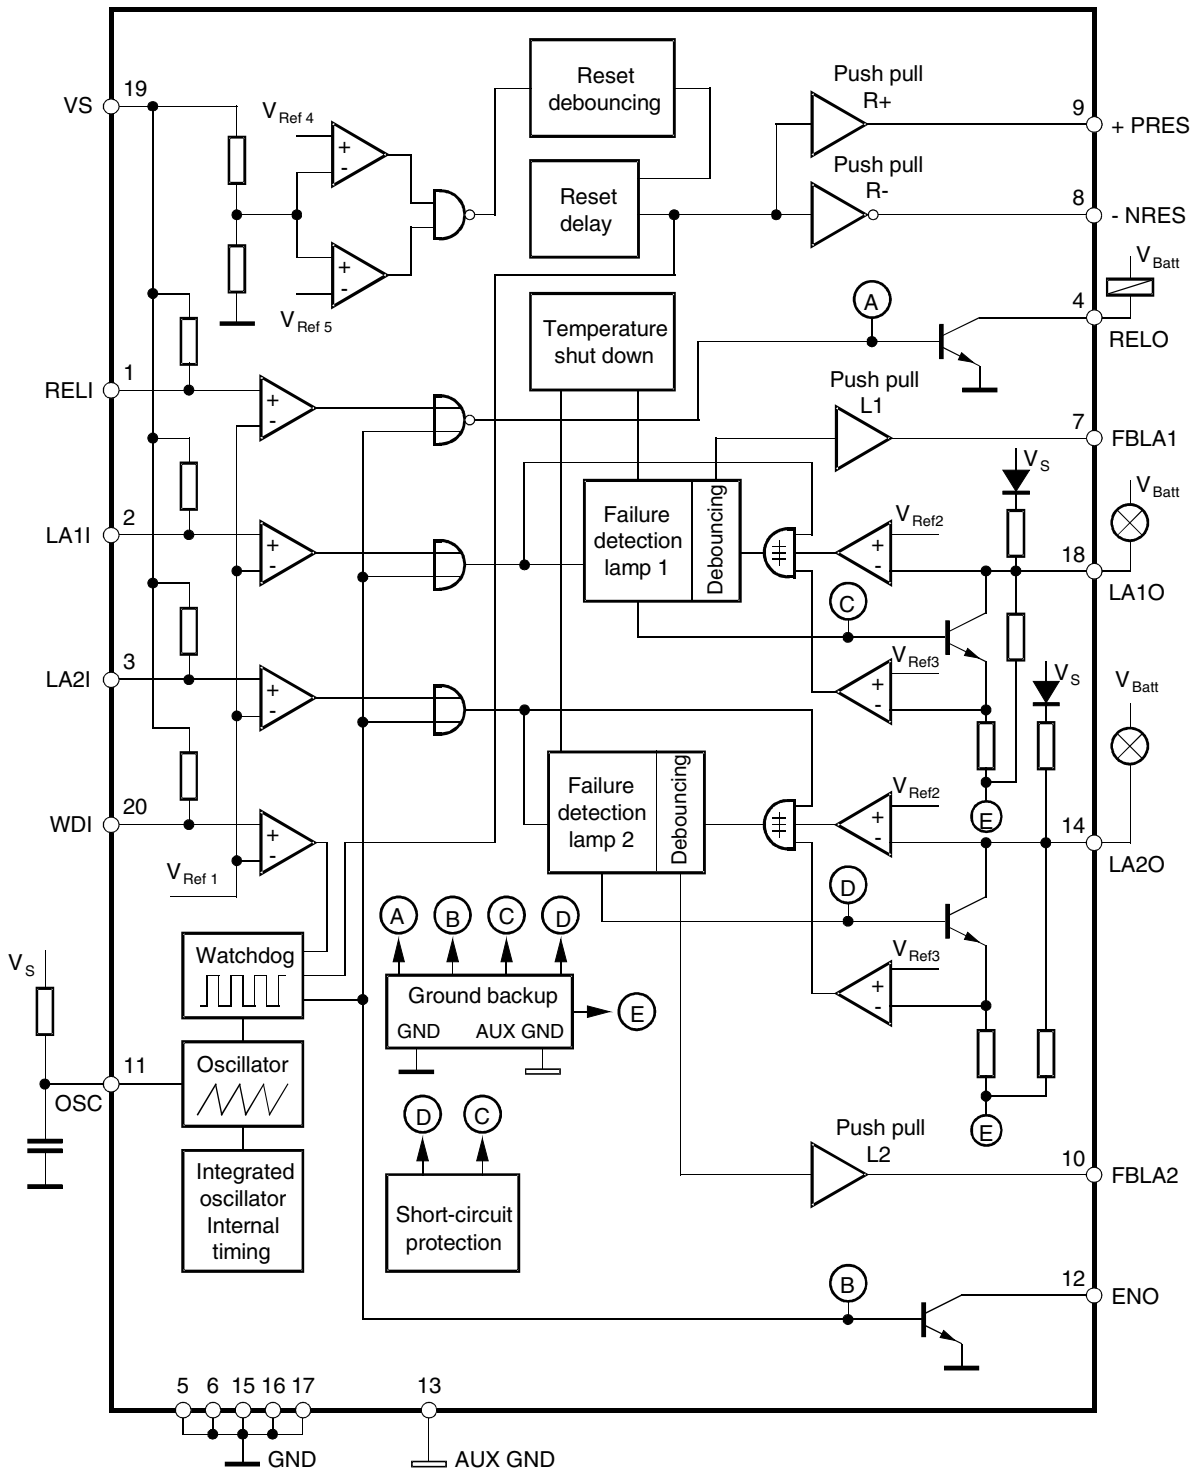 19
VS
V Ref 4
+
-
+
-
V Ref 5
Reset
debouncing
Reset
delay
Push pull
R+
9
+ PRES
Push pull
R-
8
- NRES
V Batt
4
RELO
A
Temperature
shut down
1
RELI
+
-
Push pull
L1
7
FBLA1
V S
V Batt
2
LA1I
+
-
Failure
detection
lamp 1
Debouncing
V Ref2
+
-
18
LA1O
C
3
LA2I
+
-
V Ref3
+
-
V S
V Batt
Failure
detection
lamp 2
Debouncing
V Ref2
+
-
E
14
LA2O
20
WDI
+
-
V Ref 1
D
A
B
C
D
V Ref3
+
-
Watchdog
Ground backup
GND
AUX GND
E
V S
11
OSC
Oscillator
E
D
C
Integrated
oscillator
Internal
timing
Short-circuit
protection
Push pull
L2
10
FBLA2
B
12
ENO
5
6
15
16
17
13
GND
AUX GND